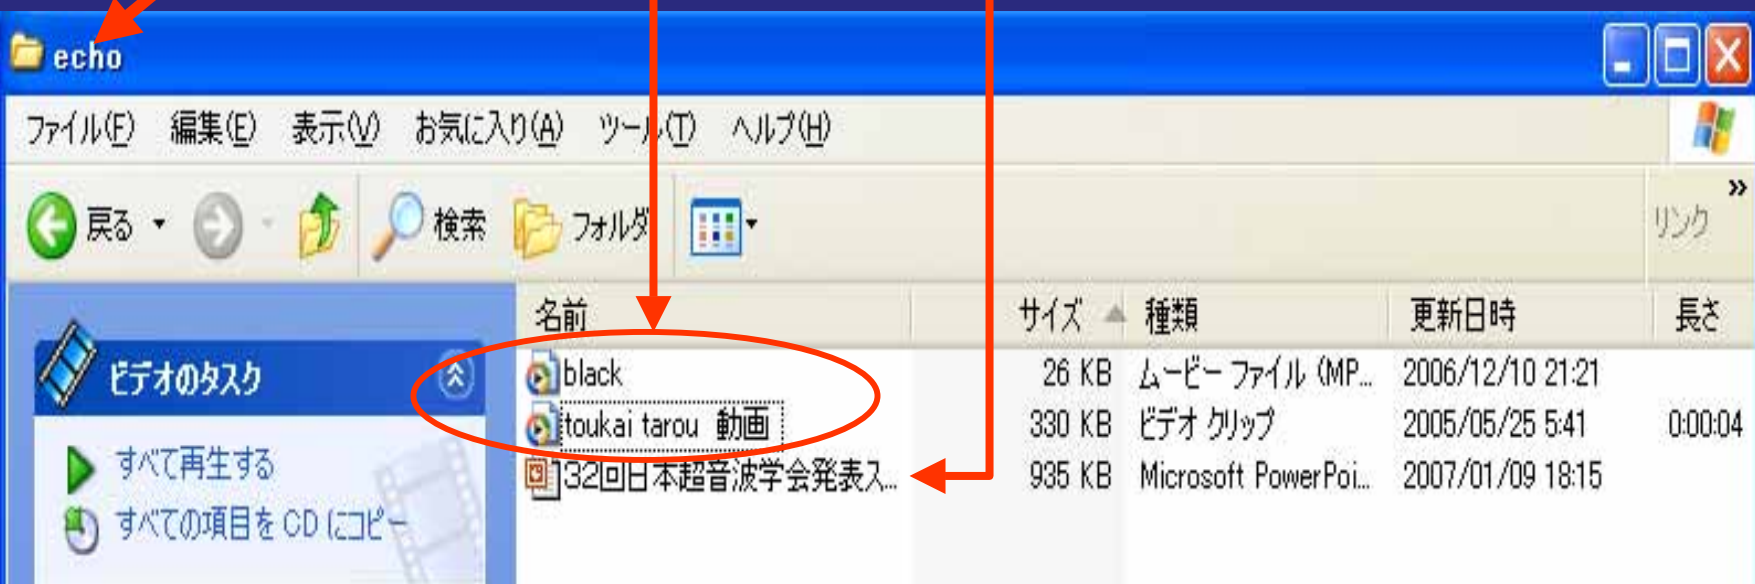 echo
ファイル(F) 編集(E) 表示(V) お気に入り(A) ツール(T) ヘルプ(H)
戻る 検索 フォルダ リンク »
名前 サイズ 種類 更新日時 長さ
ビデオのタスク
black 26 KB ムービー ファイル (MP... 2006/12/10 21:21
toukai tarou 動画 330 KB ビデオ クリップ 2005/05/25 5:41 0:00:04
すべて再生する
32回日本超音波学会発表ス... 935 KB Microsoft PowerPoi... 2007/01/09 18:15
すべての項目を CD にコピー